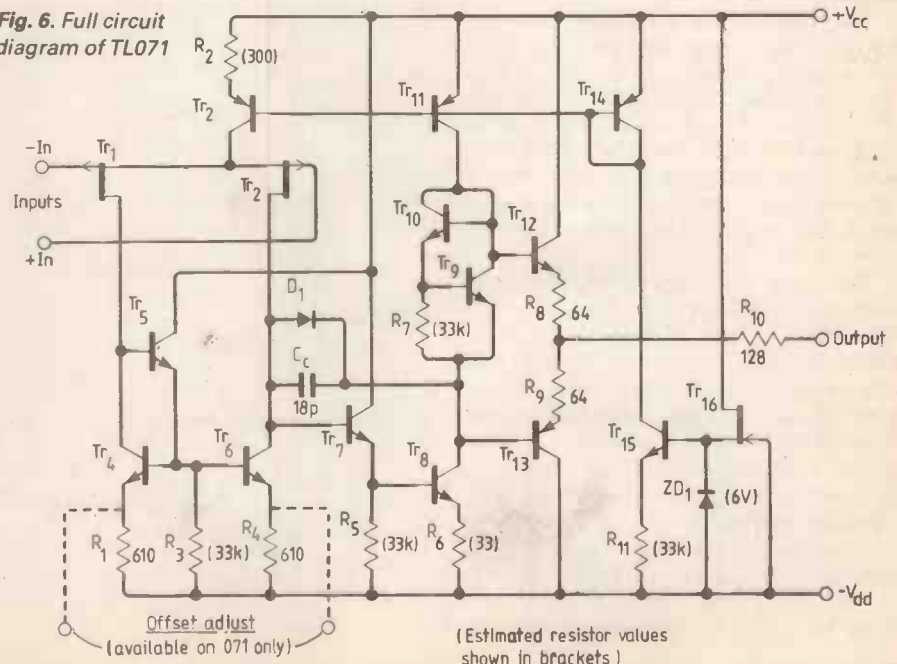 Fig. 6. Full circuit
diagram of TL071
+Vcc
R2
(300)
Tr2
Tr11
Tr14
-In
Tr1
Tr2
Inputs
+In
Tr10
Tr12
Tr9
Tr5
D1
R7
(33k)
R8
64
R10
128
Output
Cc
18p
R9
64
Tr16
Tr4
Tr6
Tr7
Tr8
Tr13
Tr15
ZD1
(6V)
R1
610
R3
(33k)
R4
610
R5
(33k)
R6
(33)
R11
(33k)
-Vdd
Offset adjust
(available on 071 only)
(Estimated resistor values
shown in brackets)